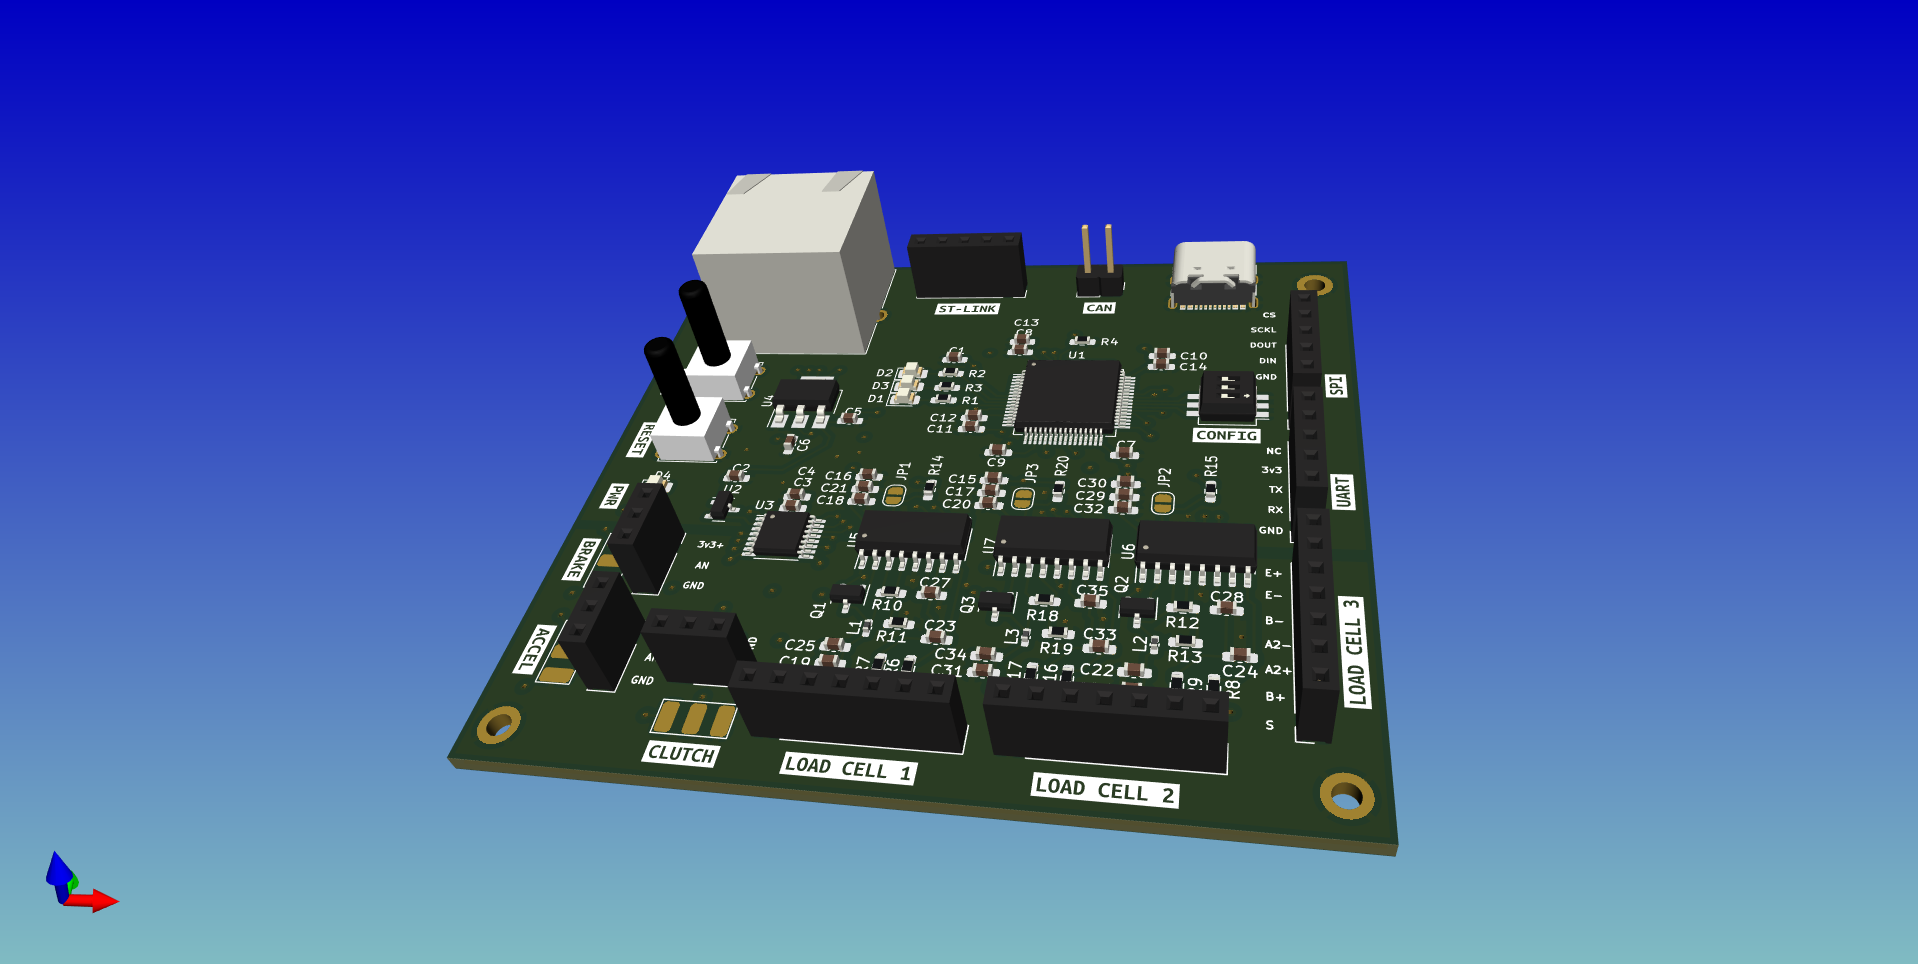 ST-LINK
CAN
CS
SCKL
DOUT
DIN
GND
SPI
C13
C8
R4
U1
C10
C14
C1
D2
R2
D3
R3
D1
R1
U4
C5
C12
C11
CONFIG
RESET
C6
C9
C7
NC
3v3
TX
RX
GND
UART
C2
U2
C4
C3
U3
C16
C21
C18
JP1
R14
C15
C17
C20
JP3
R20
C30
C29
C32
JP2
R15
PWR
BRAKE
3v3+
AN
GND
U5
U7
U6
E+
E-
B-
A2-
A2+
B+
S
LOAD CELL 3
Q1
R10
C27
Q3
R18
C35
Q2
R12
C28
L1
R11
C23
L3
R19
C33
L2
R13
C24
C25
C19
C34
C31
C22
R8
ACCEL
GND
CLUTCH
LOAD CELL 1
LOAD CELL 2